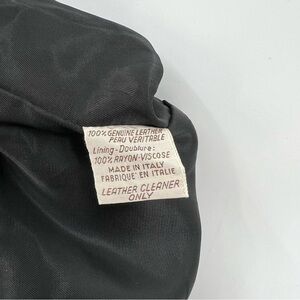 100% GENUINE LEATHER
PEAU VERITABLE
Lining-Doublure:
100% RAYON-VISCOSE
MADE IN ITALY
FABRIQUE' EN ITALIE
LEATHER CLEANER
ONLY